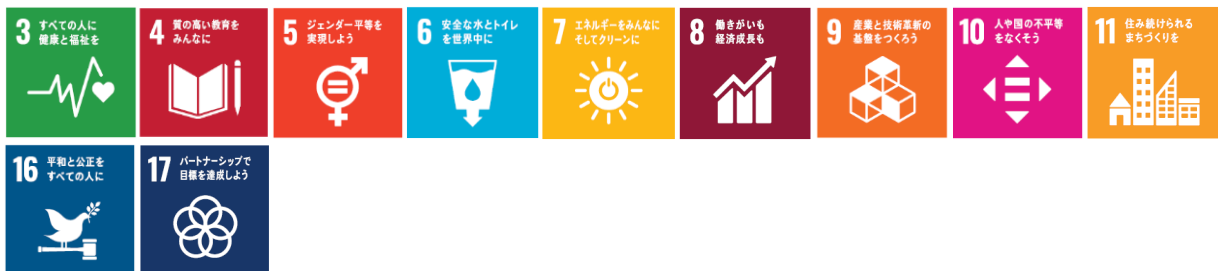 3 すべての人に
健康と福祉を
4 質の高い教育を
みんなに
5 ジェンダー平等を
実現しよう
6 安全な水とトイレ
を世界中に
7 エネルギーをみんなに
そしてクリーンに
8 働きがいも
経済成長も
9 産業と技術革新の
基盤をつくろう
10 人や国の不平等
をなくそう
11 住み続けられる
まちづくりを
16 平和と公正を
すべての人に
17 パートナーシップで
目標を達成しよう